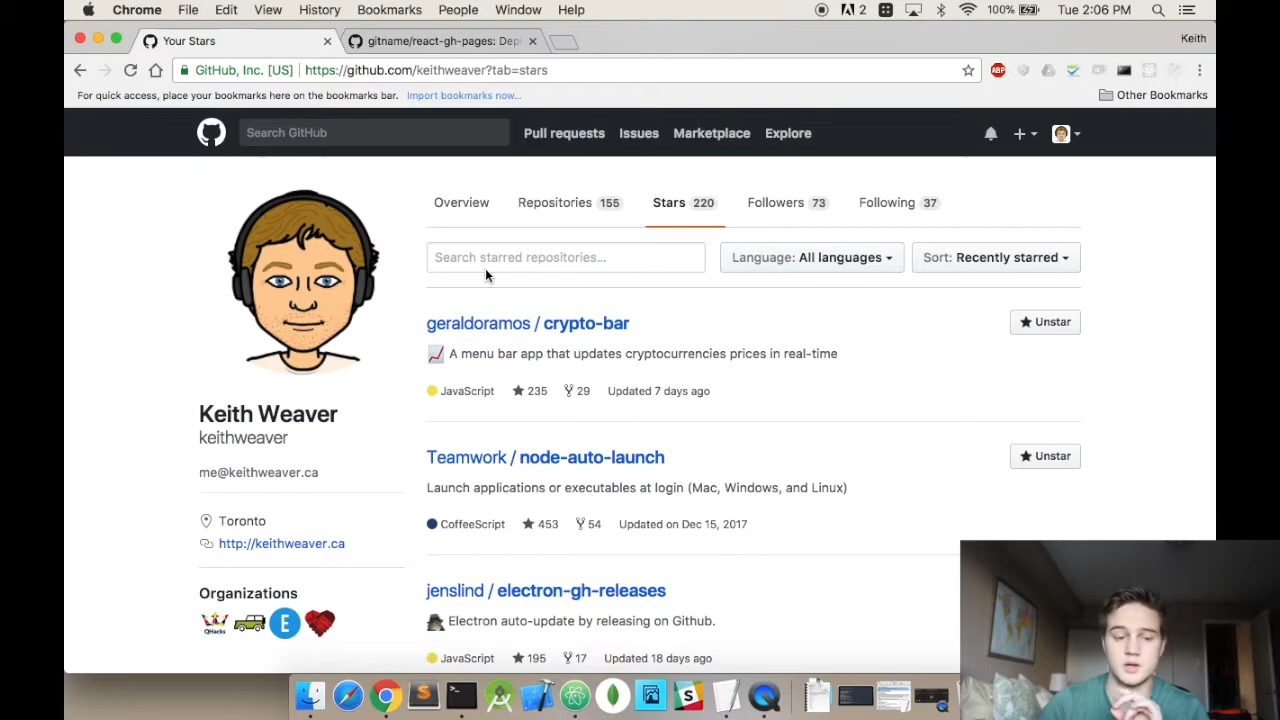 Chrome File Edit View History Bookmarks People Window Help 2 100% Tue 2:06 PM
Your Stars gitname/react-gh-pages: Depl Keith
GitHub, Inc. [US] https://github.com/keithweaver?tab=stars ABP
For quick access, place your bookmarks here on the bookmarks bar. Import bookmarks now... Other Bookmarks
Search GitHub Pull requests Issues Marketplace Explore
Overview Repositories 155 Stars 220 Followers 73 Following 37
Search starred repositories... Language: All languages Sort: Recently starred
geraldoramos / crypto-bar Unstar
A menu bar app that updates cryptocurrencies prices in real-time
JavaScript 235 29 Updated 7 days ago
Keith Weaver
keithweaver
me@keithweaver.ca
Toronto
http://keithweaver.ca
Organizations
QHacks E
Teamwork / node-auto-launch Unstar
Launch applications or executables at login (Mac, Windows, and Linux)
CoffeeScript 453 54 Updated on Dec 15, 2017
jenslind / electron-gh-releases
Electron auto-update by releasing on Github.
JavaScript 195 17 Updated 18 days ago